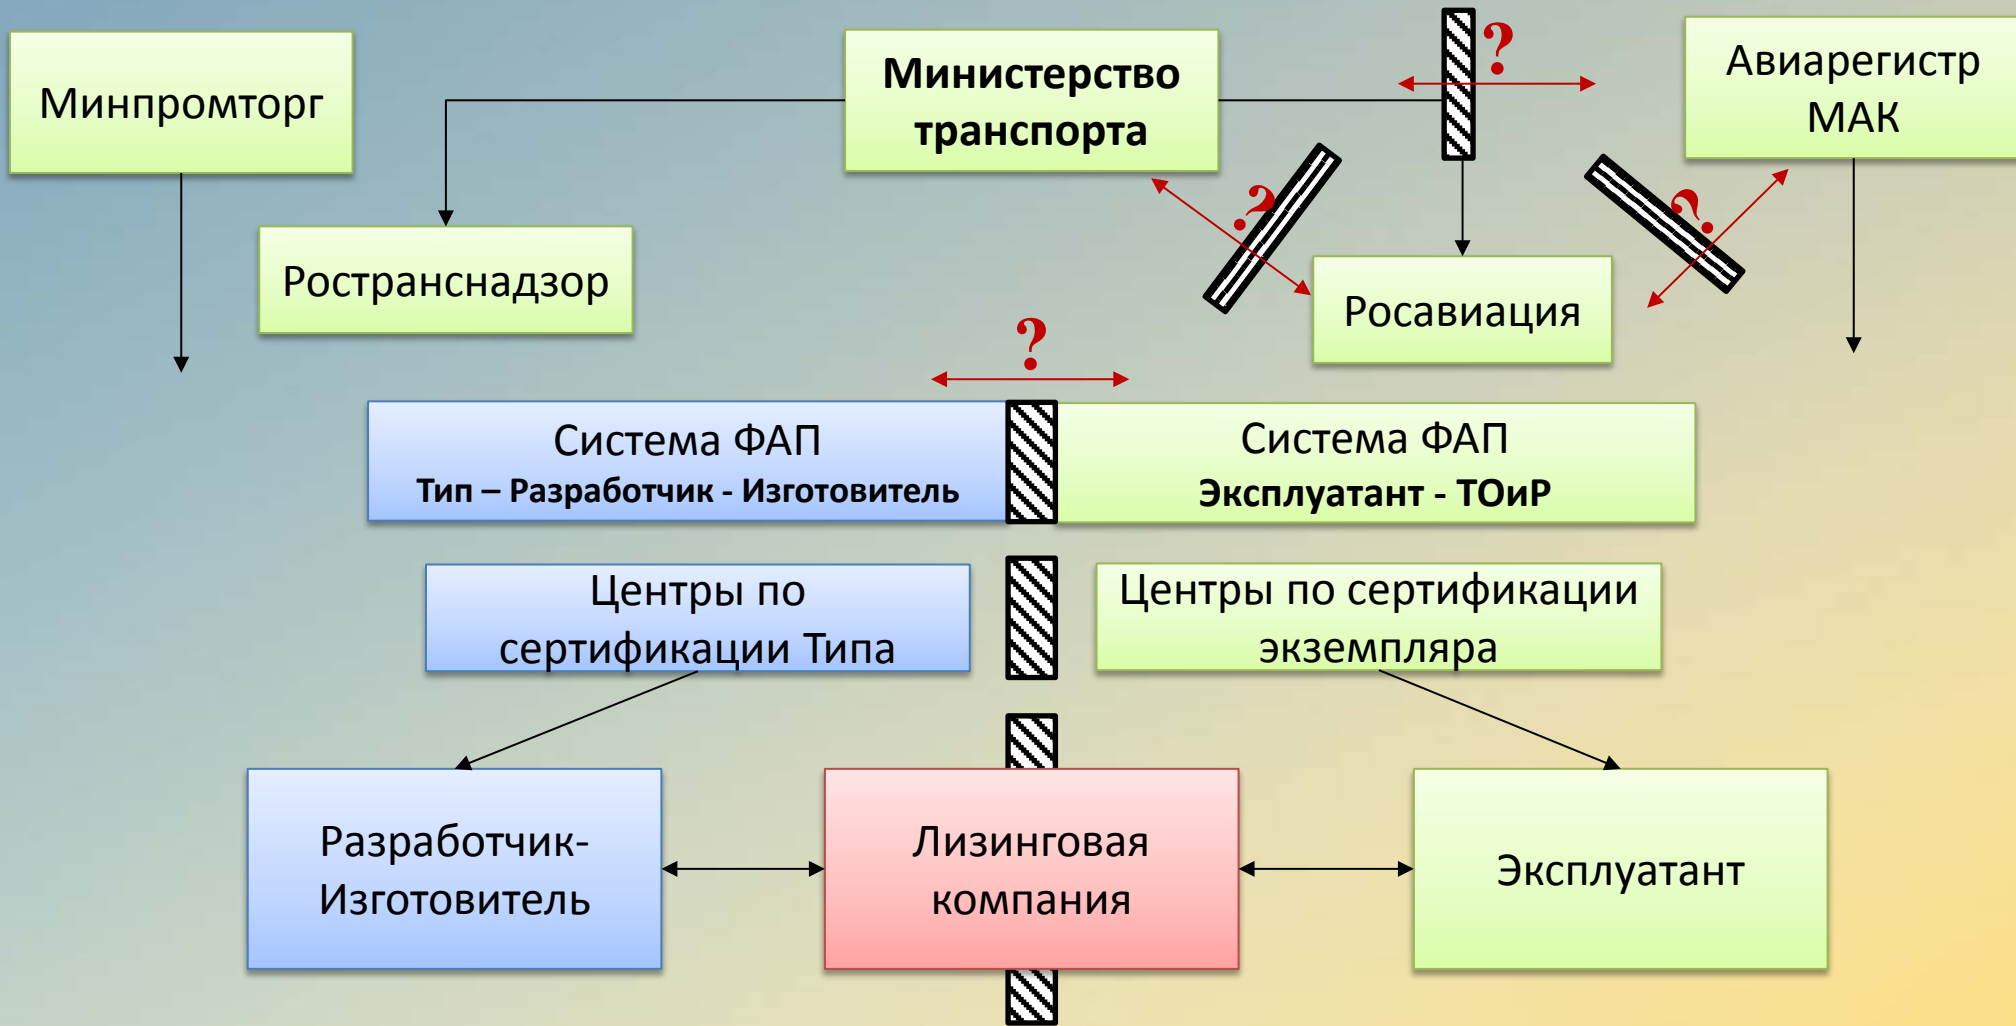 Минпромторг
Министерство
транспорта
?
Авиарегистр
МАК
Ространснадзор
?
?
Росавиация
?
Система ФАП
Тип – Разработчик - Изготовитель
Система ФАП
Эксплуатант - ТОиР
Центры по
сертификации Типа
Центры по сертификации
экземпляра
Разработчик-
Изготовитель
Лизинговая
компания
Эксплуатант